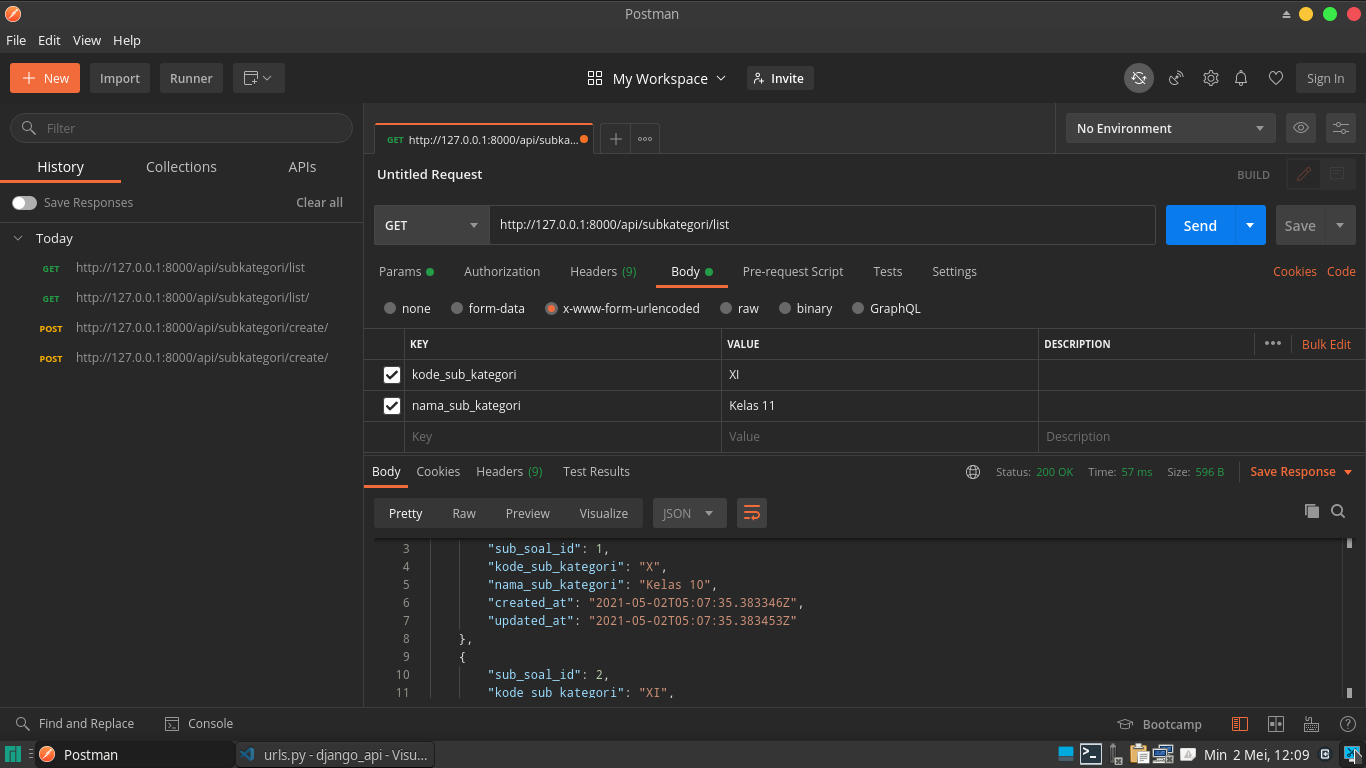 Postman
File Edit View Help
New Import Runner My Workspace Invite Sign In
Filter
History Collections APIs
Save Responses Clear all
Today
GET http://127.0.0.1:8000/api/subkategori/list
GET http://127.0.0.1:8000/api/subkategori/list/
POST http://127.0.0.1:8000/api/subkategori/create/
POST http://127.0.0.1:8000/api/subkategori/create/
GET http://127.0.0.1:8000/api/subka...
No Environment
Untitled Request BUILD
GET http://127.0.0.1:8000/api/subkategori/list Send Save
Params Authorization Headers (9) Body Pre-request Script Tests Settings Cookies Code
none form-data x-www-form-urlencoded raw binary GraphQL
KEY VALUE DESCRIPTION Bulk Edit
kode_sub_kategori XI
nama_sub_kategori Kelas 11
Key Value Description
Body Cookies Headers (9) Test Results Status: 200 OK Time: 57 ms Size: 596 B Save Response
Pretty Raw Preview Visualize JSON
3 "sub_soal_id": 1,
4 "kode_sub_kategori": "X",
5 "nama_sub_kategori": "Kelas 10",
6 "created_at": "2021-05-02T05:07:35.383346Z",
7 "updated_at": "2021-05-02T05:07:35.383453Z"
8 },
9 {
10 "sub_soal_id": 2,
11 "kode_sub_kategori": "XI",
Find and Replace Console Bootcamp
Postman urls.py - django_api - Visu... Min 2 Mei, 12:09